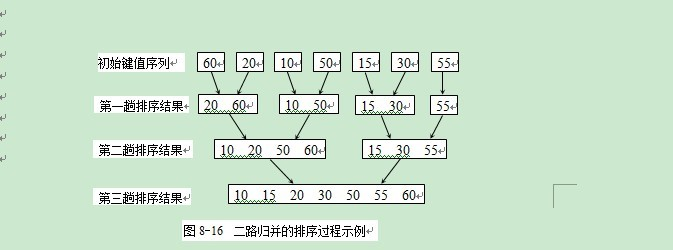 初始键值序列 60 20 10 50 15 30 55
第一趟排序结果 20 60 10 50 15 30 55
第二趟排序结果 10 20 50 60 15 30 55
第三趟排序结果 10 15 20 30 50 55 60
图 8-16 二路归并的排序过程示例